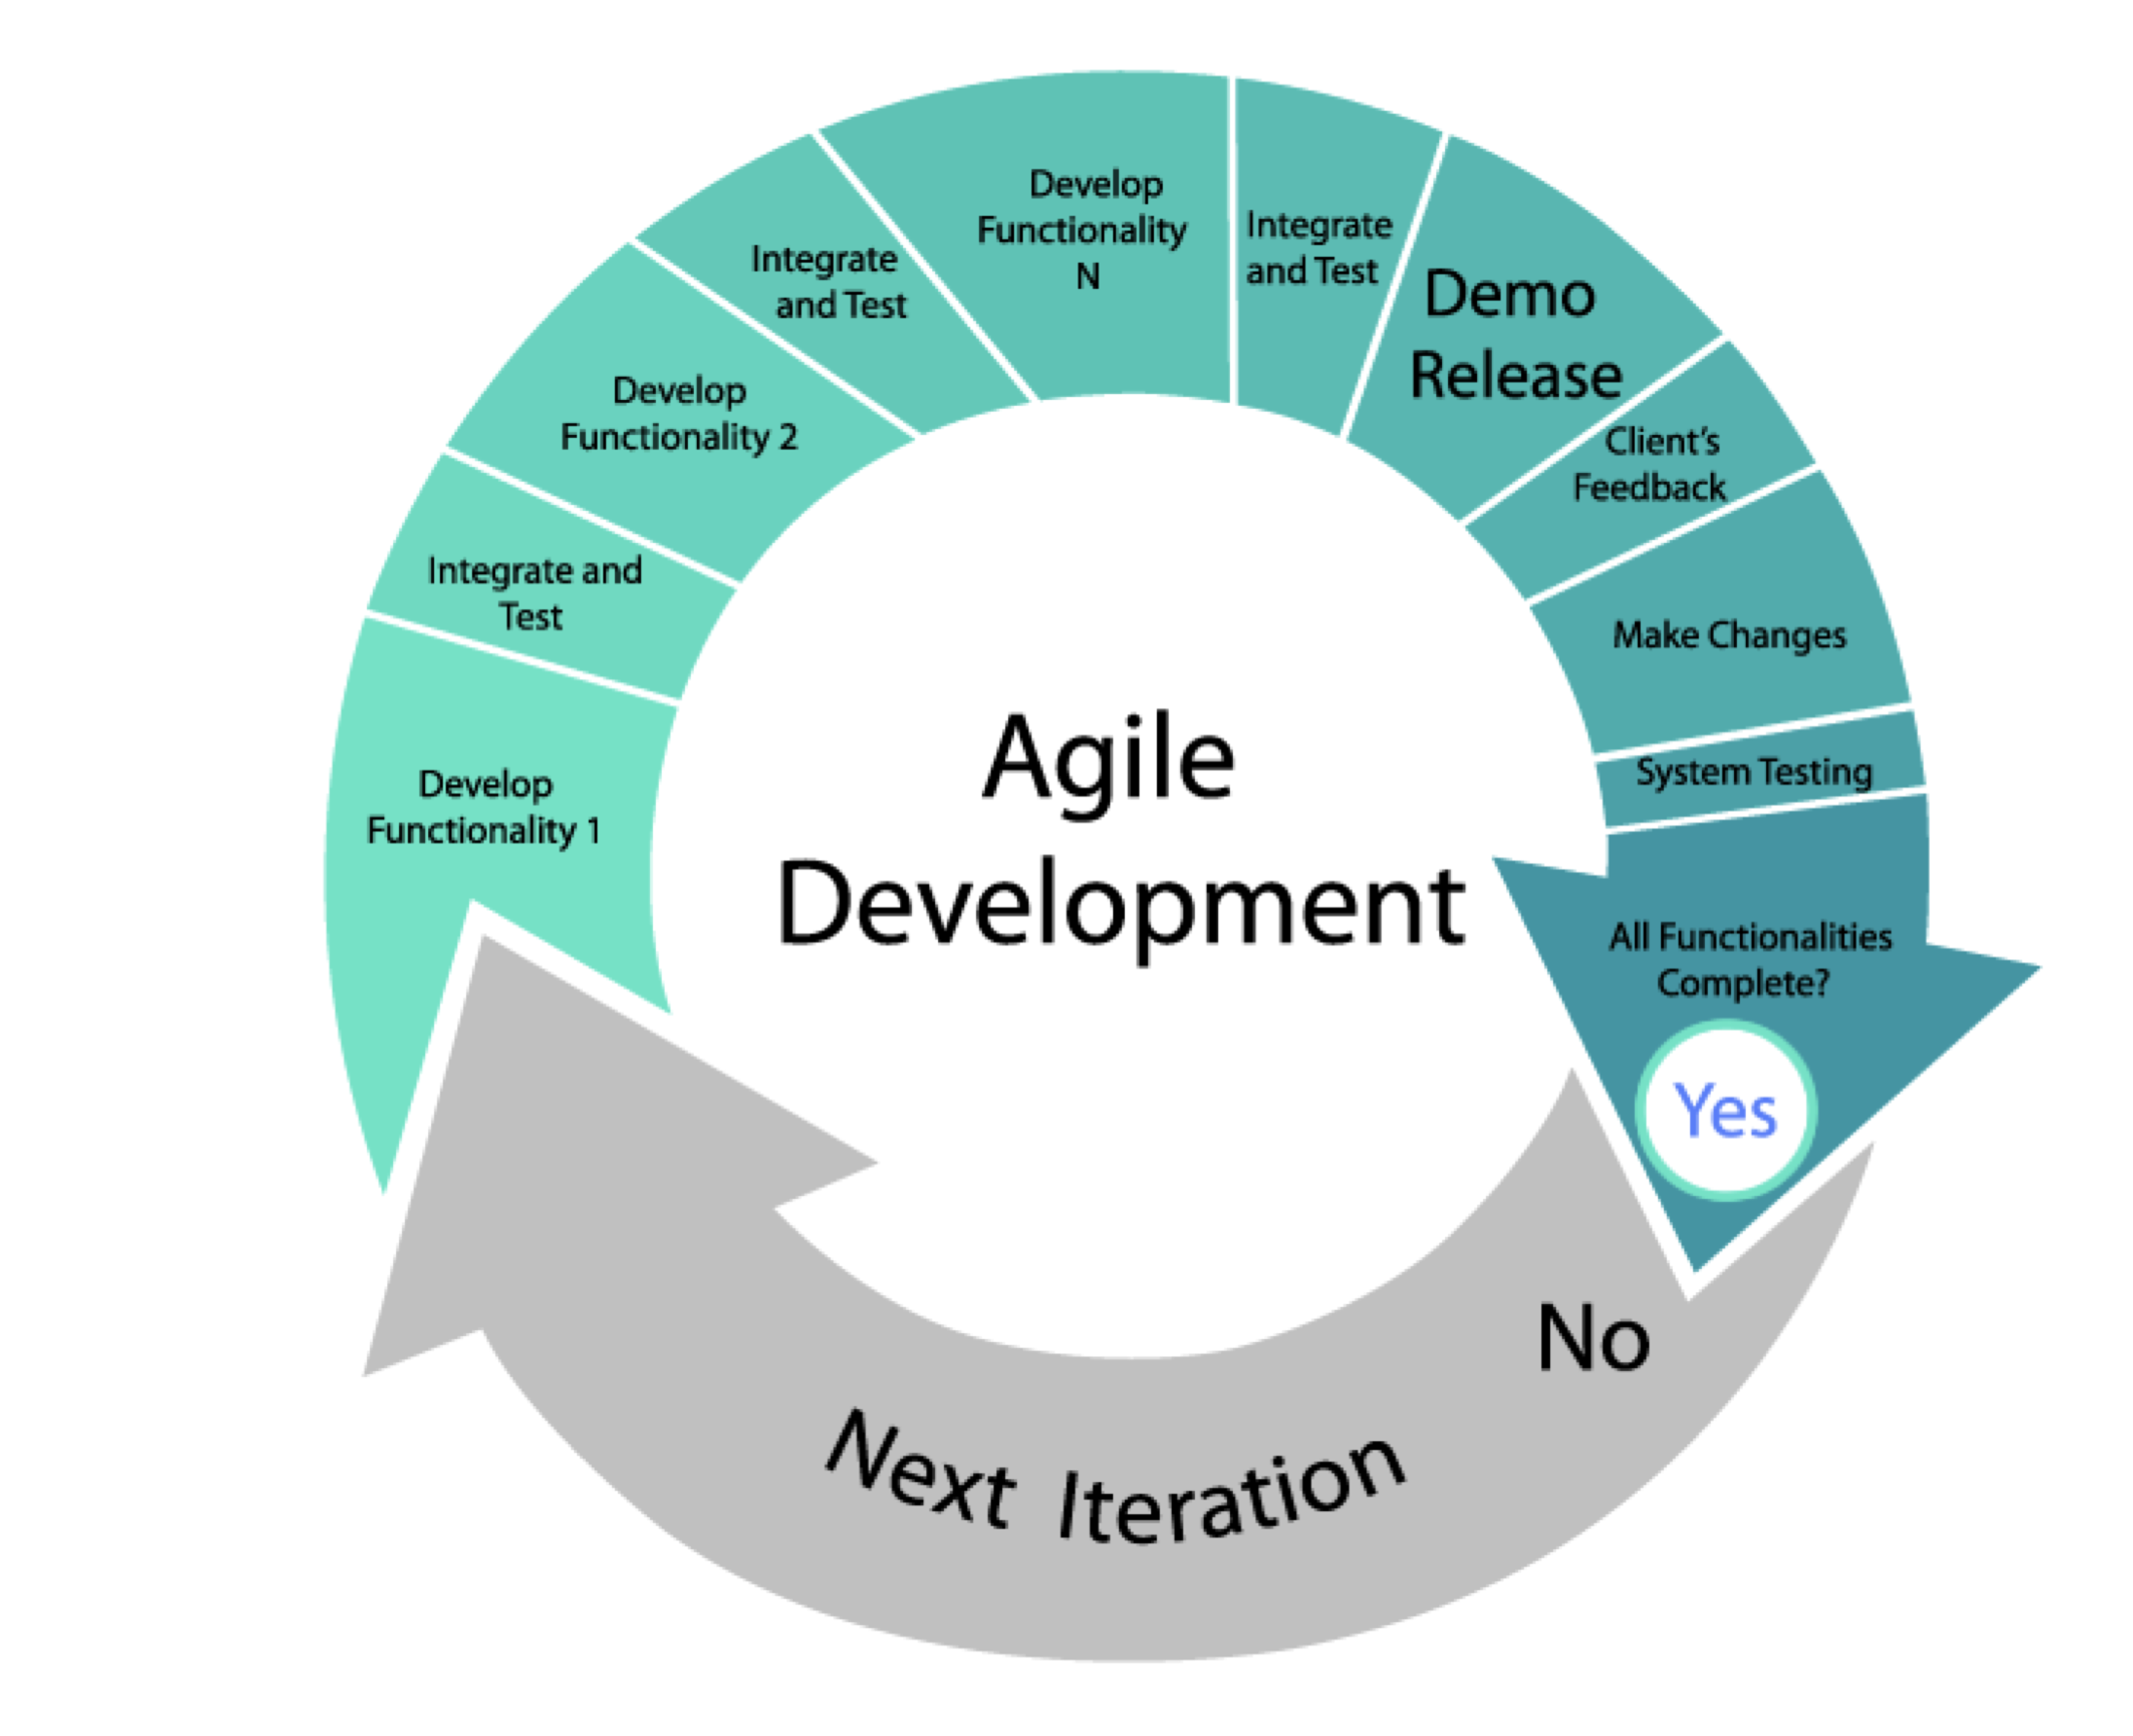 Develop
Functionality 1
Integrate and
Test
Develop
Functionality 2
Integrate
and Test
Develop
Functionality
N
Integrate
and Test
Demo
Release
Client's
Feedback
Make Changes
System Testing
All Functionalities
Complete?
Yes
No
Next Iteration
Agile
Development